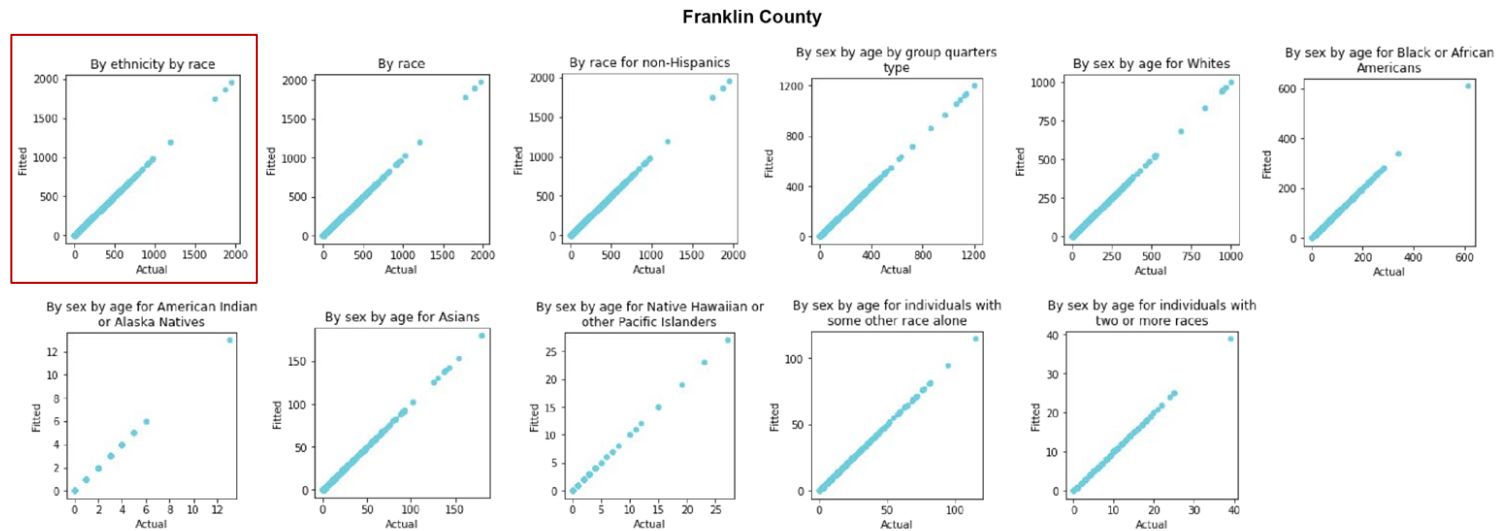 Franklin County
By ethnicity by race
2000
1500
1000
500
0
Fitted
0 500 1000 1500 2000
Actual
By race
2000
1500
1000
500
0
Fitted
0 500 1000 1500 2000
Actual
By race for non-Hispanics
2000
1500
1000
500
0
Fitted
0 500 1000 1500 2000
Actual
By sex by age by group quarters
type
1200
800
400
0
Fitted
0 400 800 1200
Actual
By sex by age for Whites
1000
750
500
250
0
Fitted
0 250 500 750 1000
Actual
By sex by age for Black or African
Americans
600
400
200
0
Fitted
0 200 400 600
Actual
By sex by age for American Indian
or Alaska Natives
12
10
8
6
4
2
0
Fitted
0 2 4 6 8 10 12
Actual
By sex by age for Asians
150
100
50
0
Fitted
0 50 100 150
Actual
By sex by age for Native Hawaiian or
other Pacific Islanders
25
20
15
10
5
0
Fitted
0 5 10 15 20 25
Actual
By sex by age for individuals with
some other race alone
100
50
0
Fitted
0 50 100
Actual
By sex by age for individuals with
two or more races
40
30
20
10
0
Fitted
0 10 20 30 40
Actual